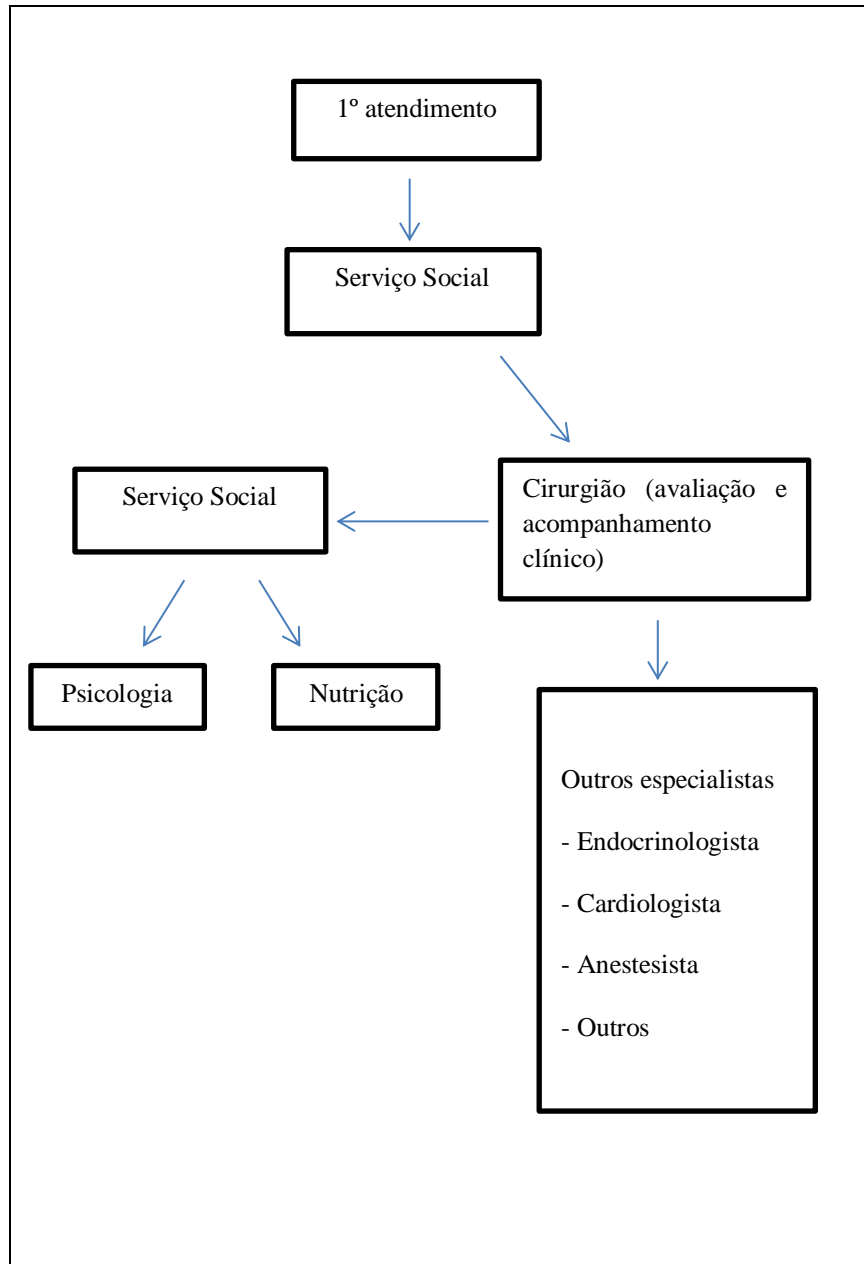 1º atendimento
Serviço Social
Serviço Social
Cirurgião (avaliação e
acompanhamento
clínico)
Psicologia
Nutrição
Outros especialistas
- Endocrinologista
- Cardiologista
- Anestesista
- Outros